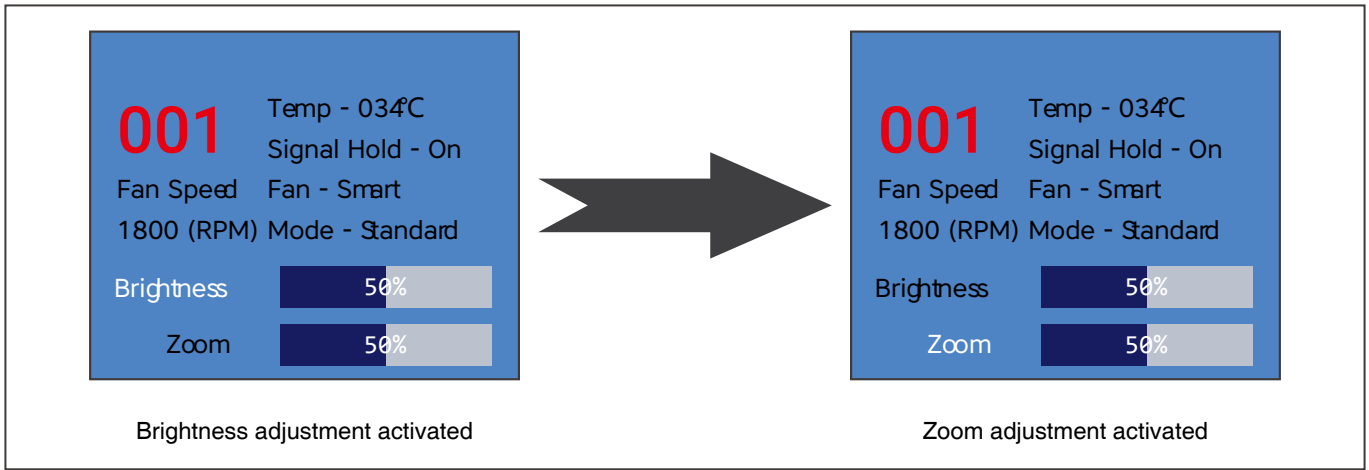 001
Temp - 034℃
Signal Hold - On
Fan Speed
Fan - Smart
1800 (RPM)
Mode - Standard
Brightness
50%
Zoom
50%
Brightness adjustment activated
001
Temp - 034℃
Signal Hold - On
Fan Speed
Fan - Smart
1800 (RPM)
Mode - Standard
Brightness
50%
Zoom
50%
Zoom adjustment activated